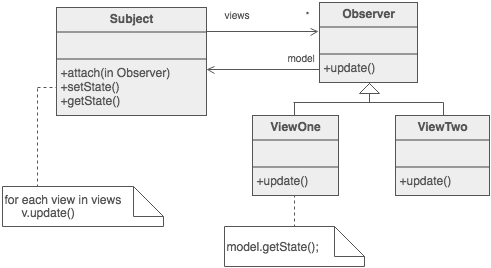 Subject
views
*
Observer
+attach(in Observer)
+setState()
+getState()
model
+update()
ViewOne
ViewTwo
+update()
+update()
for each view in views
v.update()
model.getState();